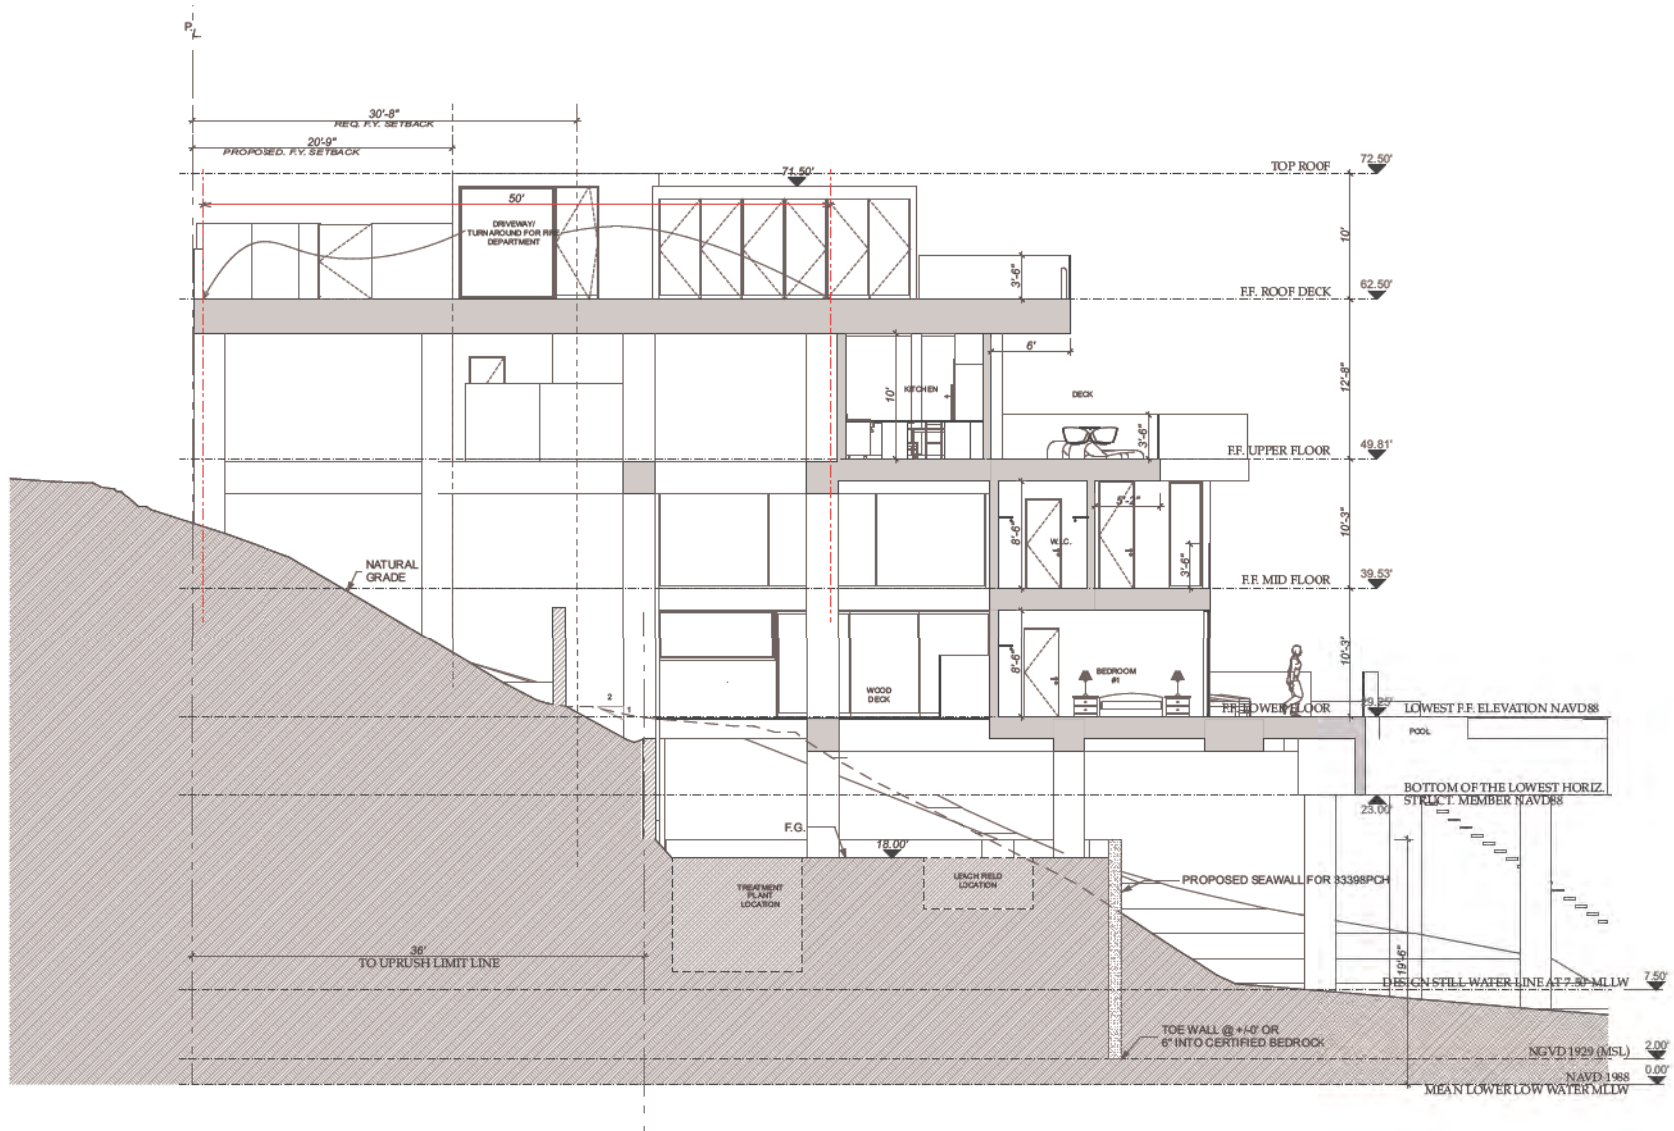 P.L
30'-8"
REQ. F.Y. SETBACK
20'-9"
PROPOSED. F.Y. SETBACK
TOP ROOF
72.50'
71.50'
50'
DRIVEWAY/
TURNAROUND FOR FIRE
DEPARTMENT
10'
3'-6"
F.F. ROOF DECK
62.50'
6'
12'-8"
10'
KITCHEN
DECK
3'-6"
F.F. UPPER FLOOR
49.81'
5'-2"
10'-3"
8'-6"
W.I.C.
3'-6"
NATURAL
GRADE
F.F. MID FLOOR
39.53'
10'-3"
8'-6"
BEDROOM
#1
WOOD
DECK
2
1
F.F. LOWER FLOOR
29.25'
LOWEST F.F. ELEVATION NAVD88
POOL
BOTTOM OF THE LOWEST HORIZ.
STRUCT. MEMBER NAVD88
23.00'
F.G.
18.00'
TREATMENT
PLANT
LOCATION
LEACH FIELD
LOCATION
PROPOSED SEAWALL FOR 33398PCH
36'
TO UPRUSH LIMIT LINE
19'-6"
DESIGN STILL WATER LINE AT 7.50' MLLW
7.50'
TOE WALL @ +/-0' OR
6" INTO CERTIFIED BEDROCK
NGVD 1929 (MSL)
2.00'
0.00'
NAVD 1988
MEAN LOWER LOW WATER MLLW